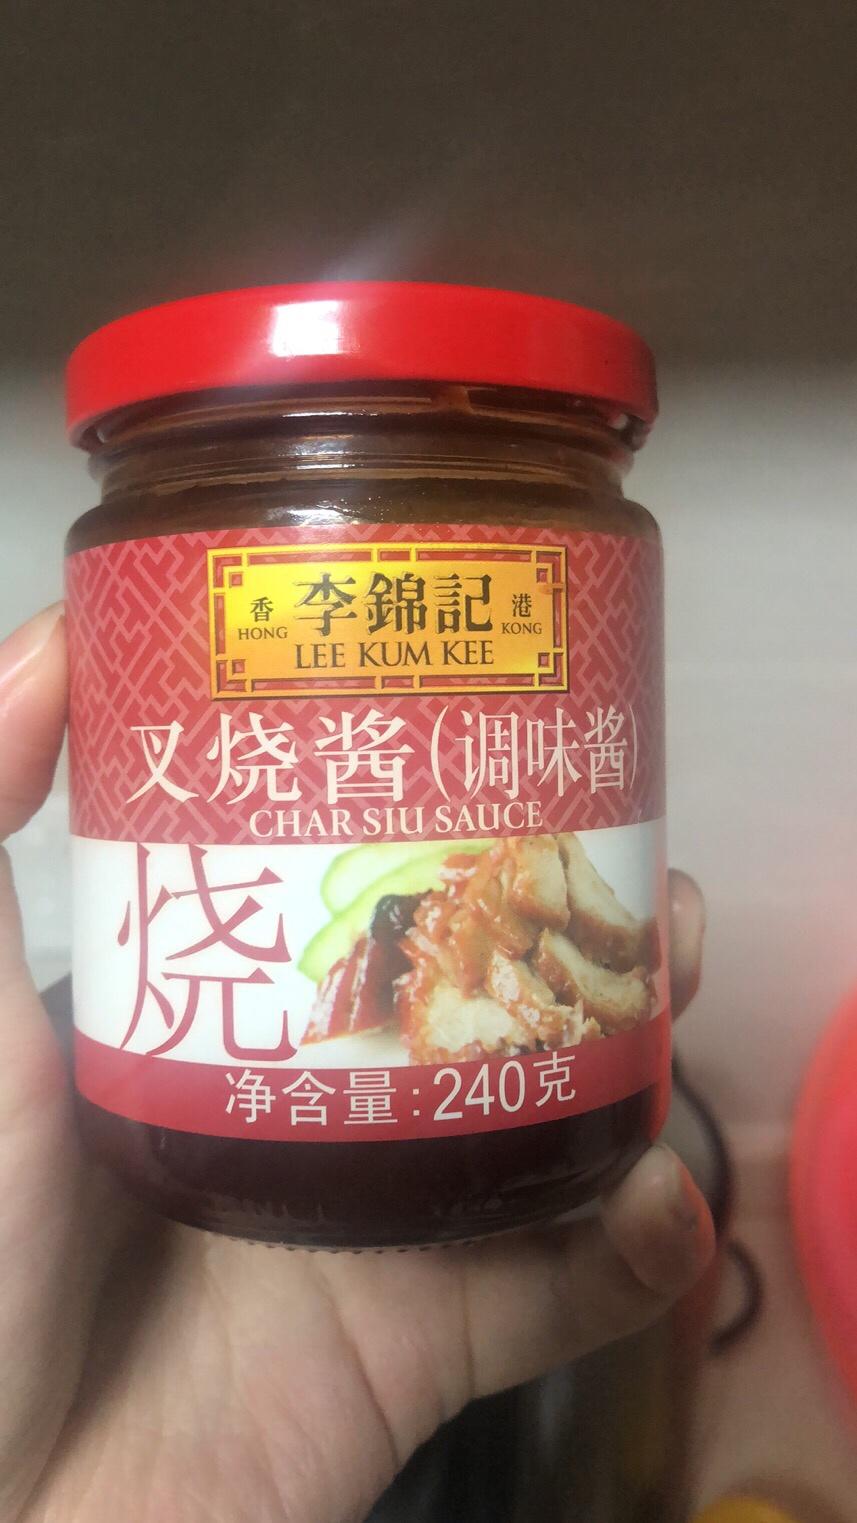 香 李錦記 港
HONG KONG
LEE KUM KEE
叉烧酱(调味酱)
CHAR SIU SAUCE
烧
净含量:240克